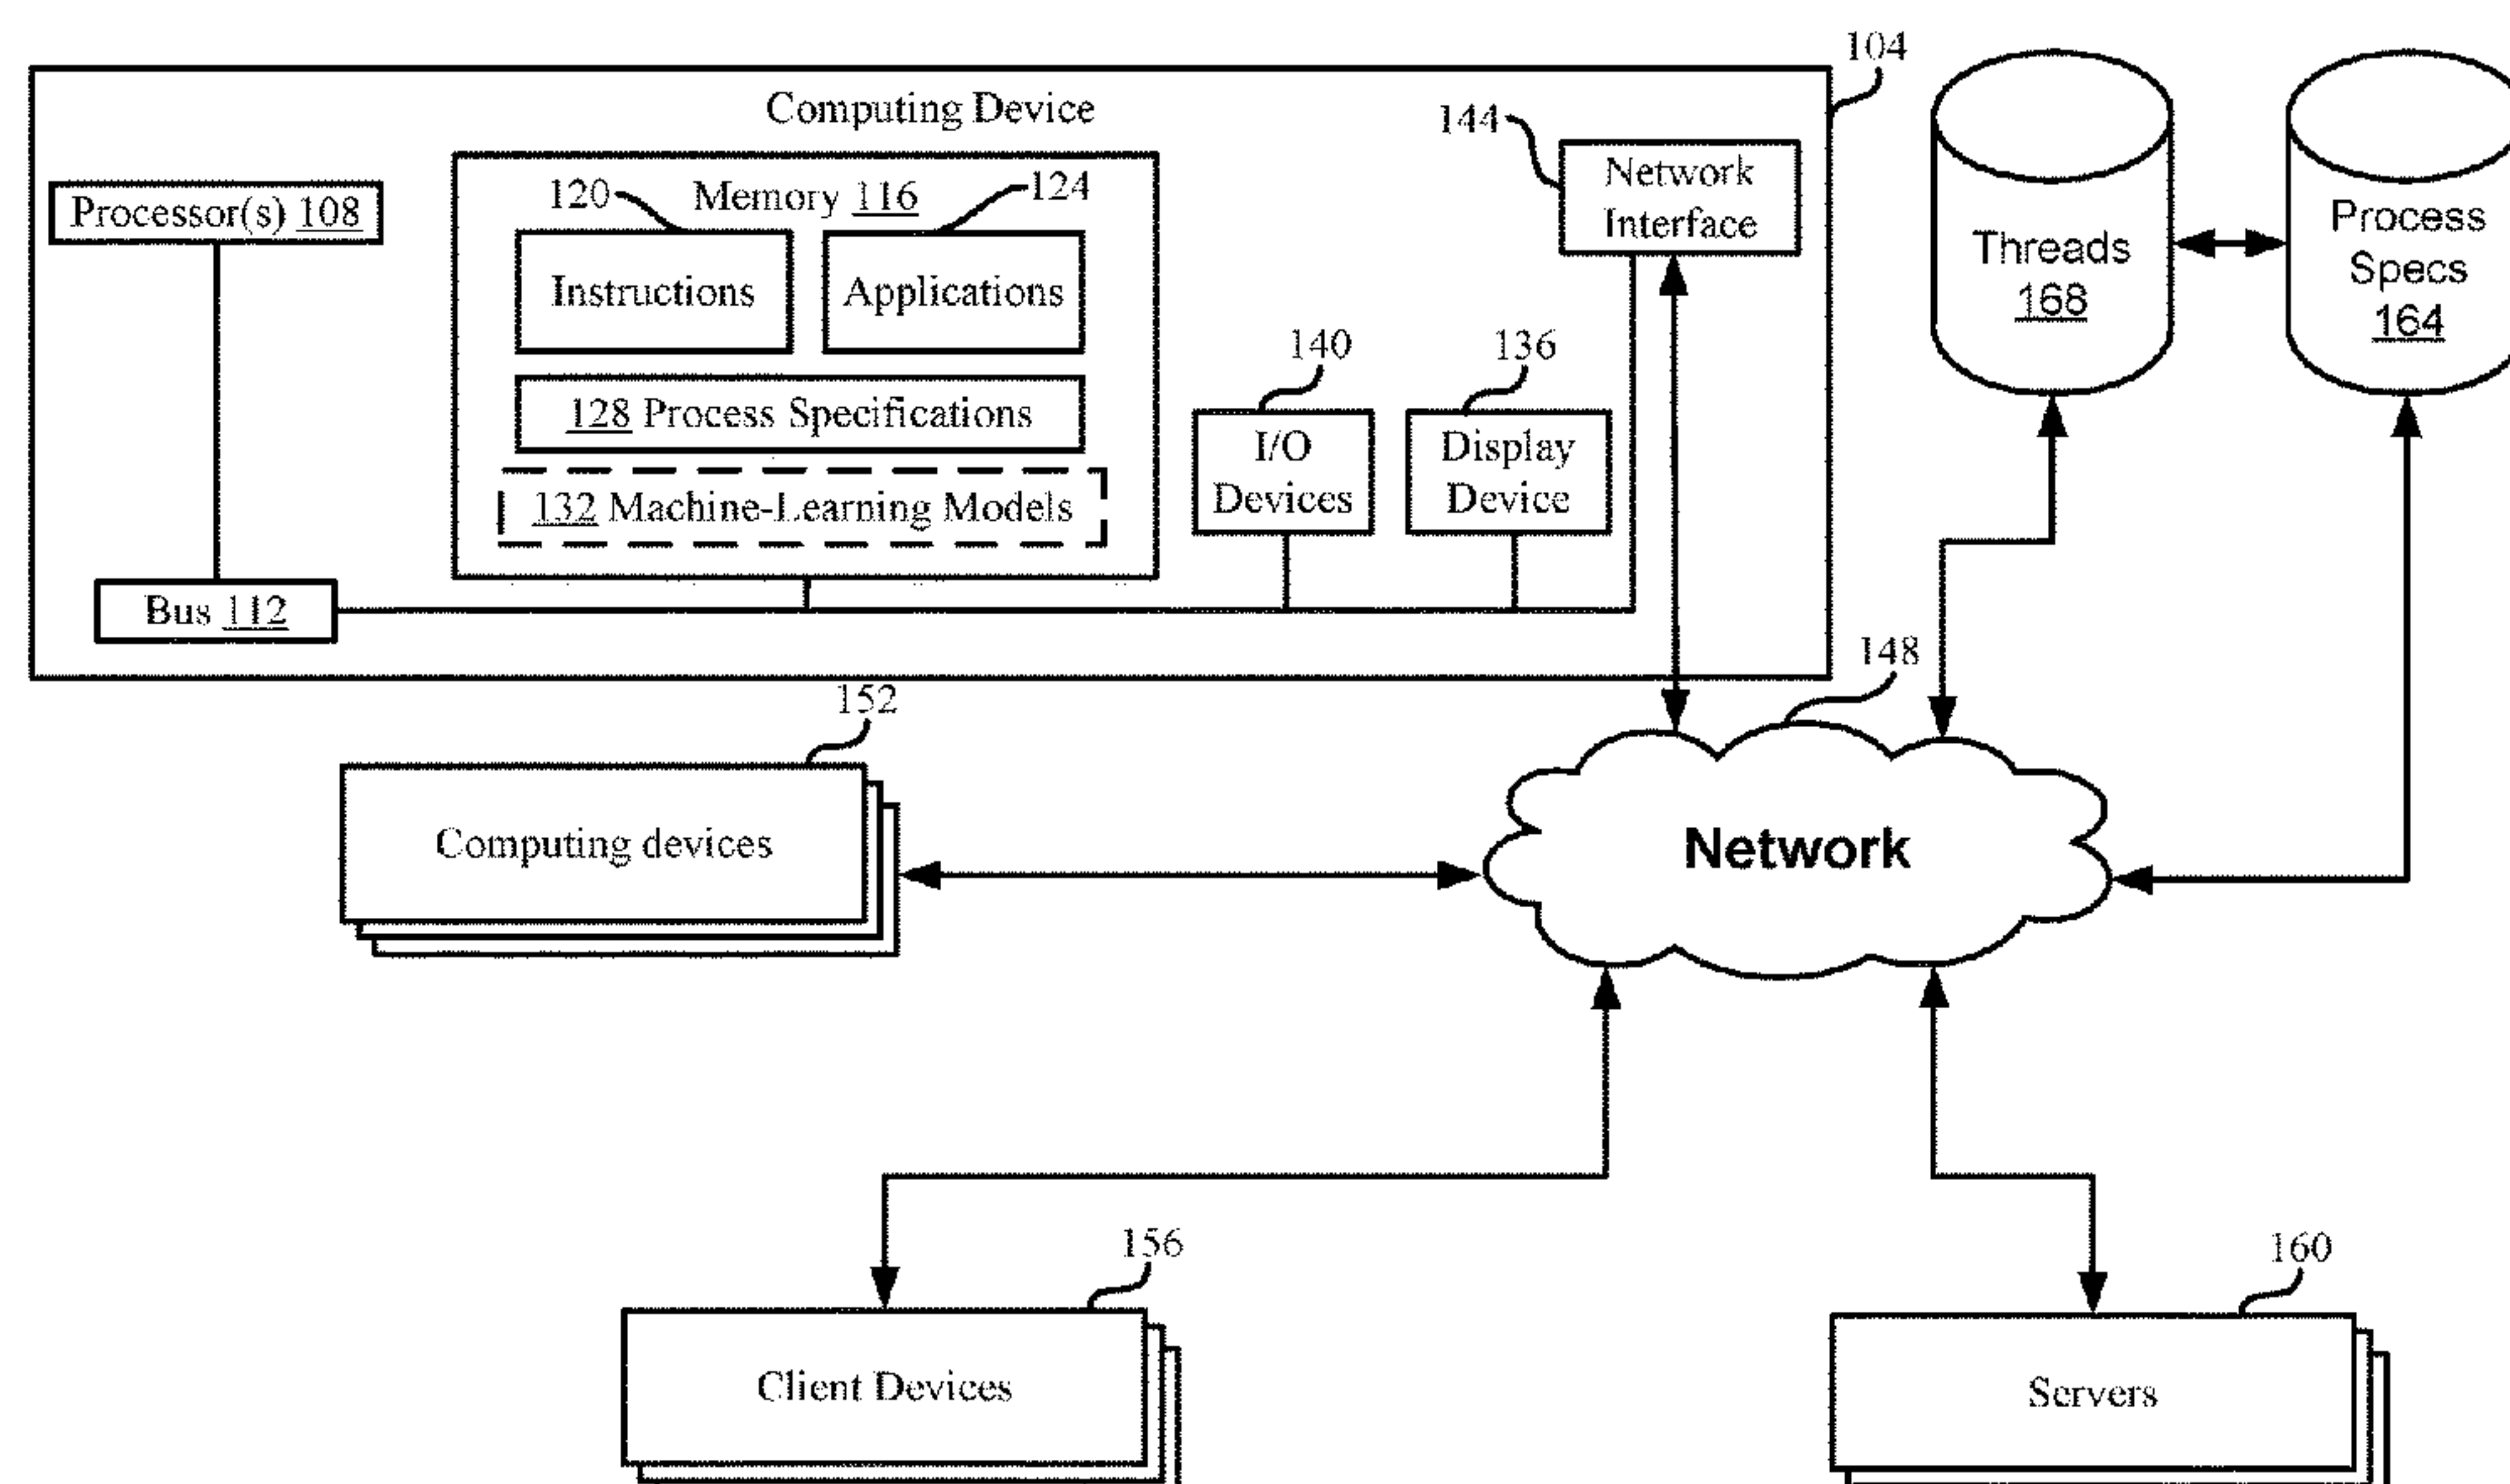 104
Computing Device
144
Network
Interface
Processor(s) 108
120
Memory 116
124
Instructions
Applications
128 Process Specifications
132 Machine-Learning Models
140
I/O
Devices
136
Display
Device
Bus 112
Threads
168
Process
Specs
164
148
152
Computing devices
Network
156
Client Devices
160
Servers